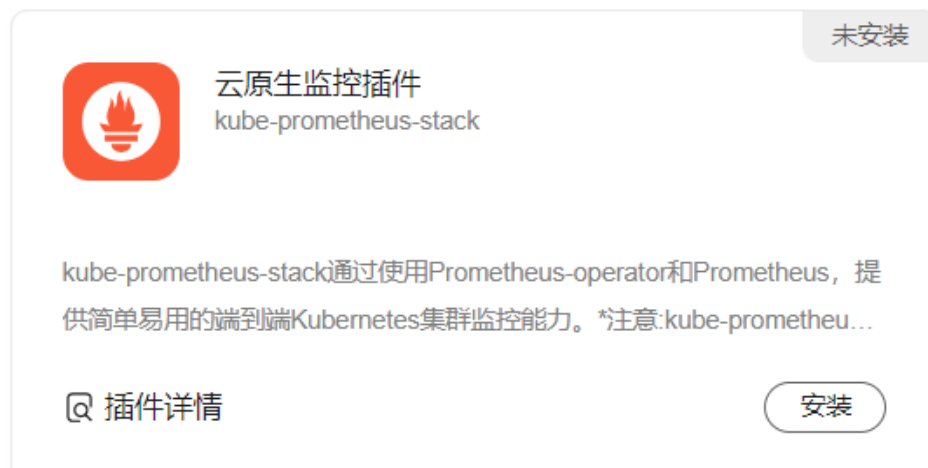 未安装
云原生监控插件
kube-prometheus-stack
kube-prometheus-stack通过使用Prometheus-operator和Prometheus，提
供简单易用的端到端Kubernetes集群监控能力。*注意:kube-prometheu...
插件详情
安装